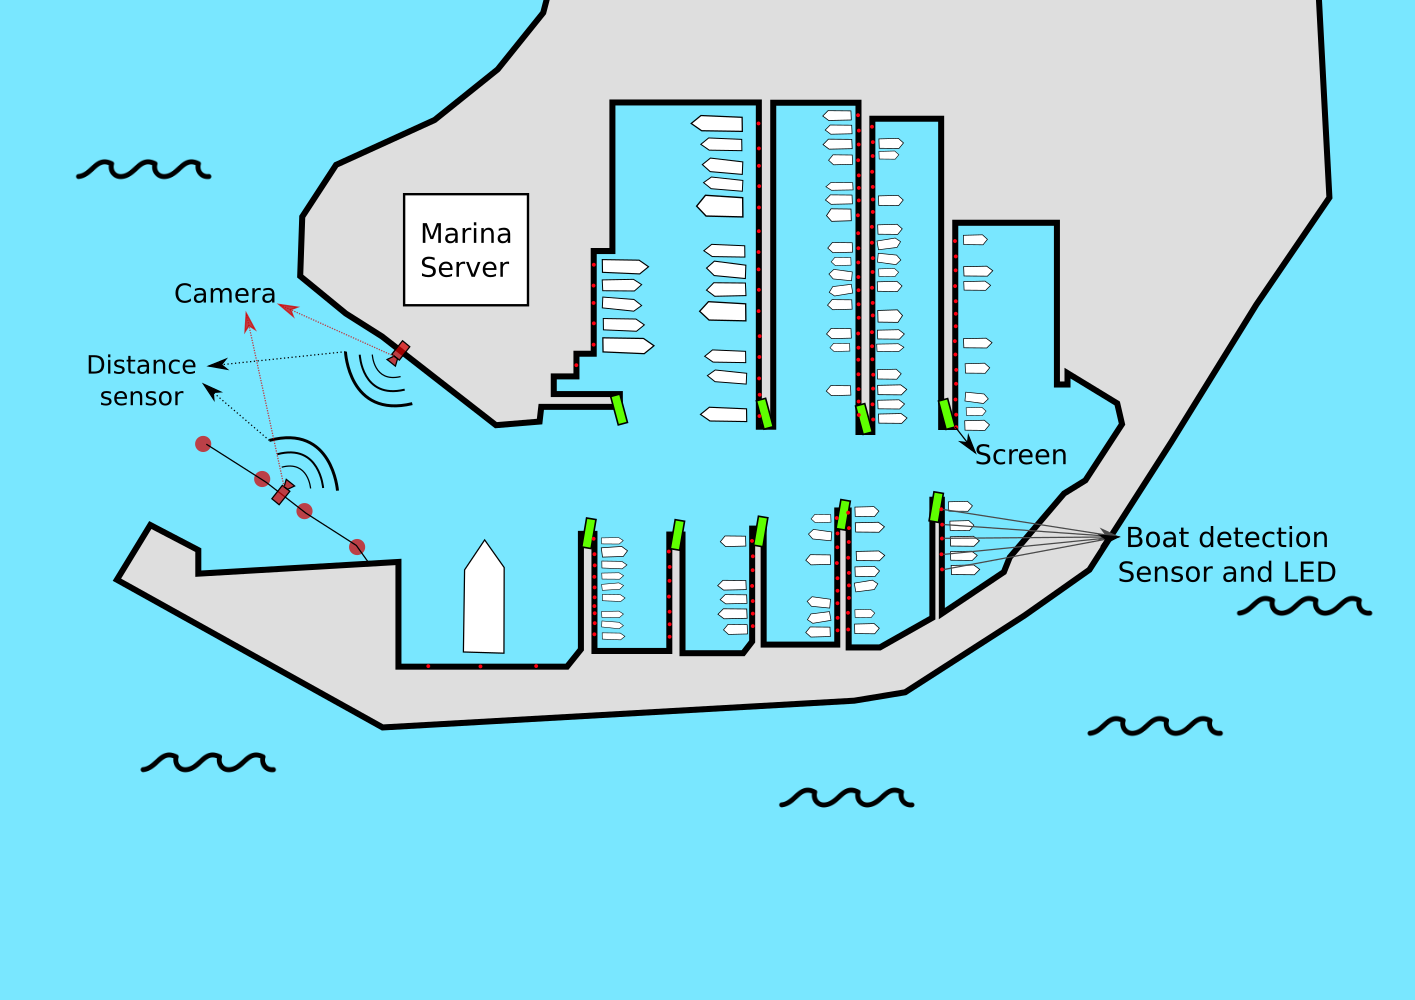 Marina
Server
Camera
Distance
sensor
Screen
Boat detection
Sensor and LED